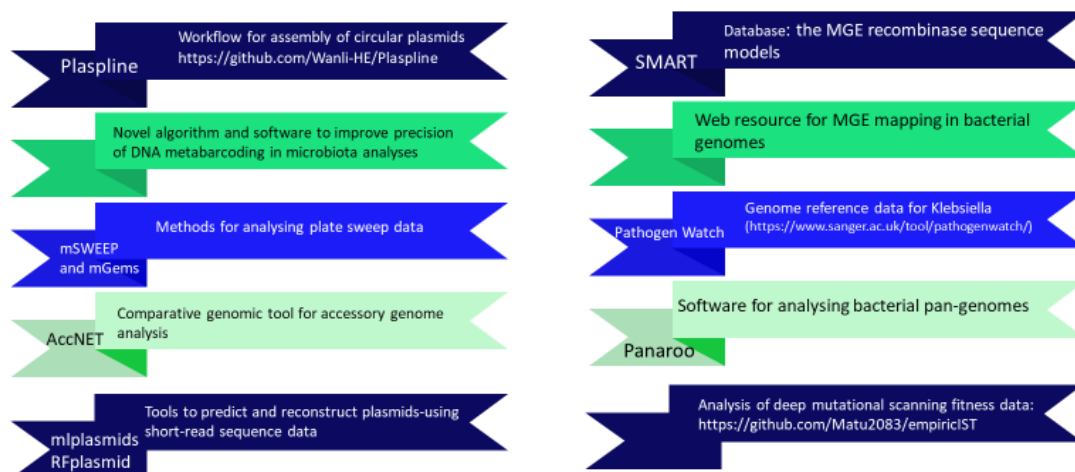 Workflow for assembly of circular plasmids
https://github.com/Wanli-HE/Plaspline
Plaspline
Novel algorithm and software to improve precision
of DNA metabarcoding in microbiota analyses
Methods for analysing plate sweep data
mSWEEP
and mGems
Comparative genomic tool for accessory genome
analysis
AccNET
Tools to predict and reconstruct plasmids-using
short-read sequence data
mlplasmids
RFplasmid
Database: the MGE recombinase sequence
models
SMART
Web resource for MGE mapping in bacterial
genomes
Genome reference data for Klebsiella
(https://www.sanger.ac.uk/tool/pathogenwatch/)
Pathogen Watch
Software for analysing bacterial pan-genomes
Panaroo
Analysis of deep mutational scanning fitness data:
https://github.com/Matu2083/empiricIST